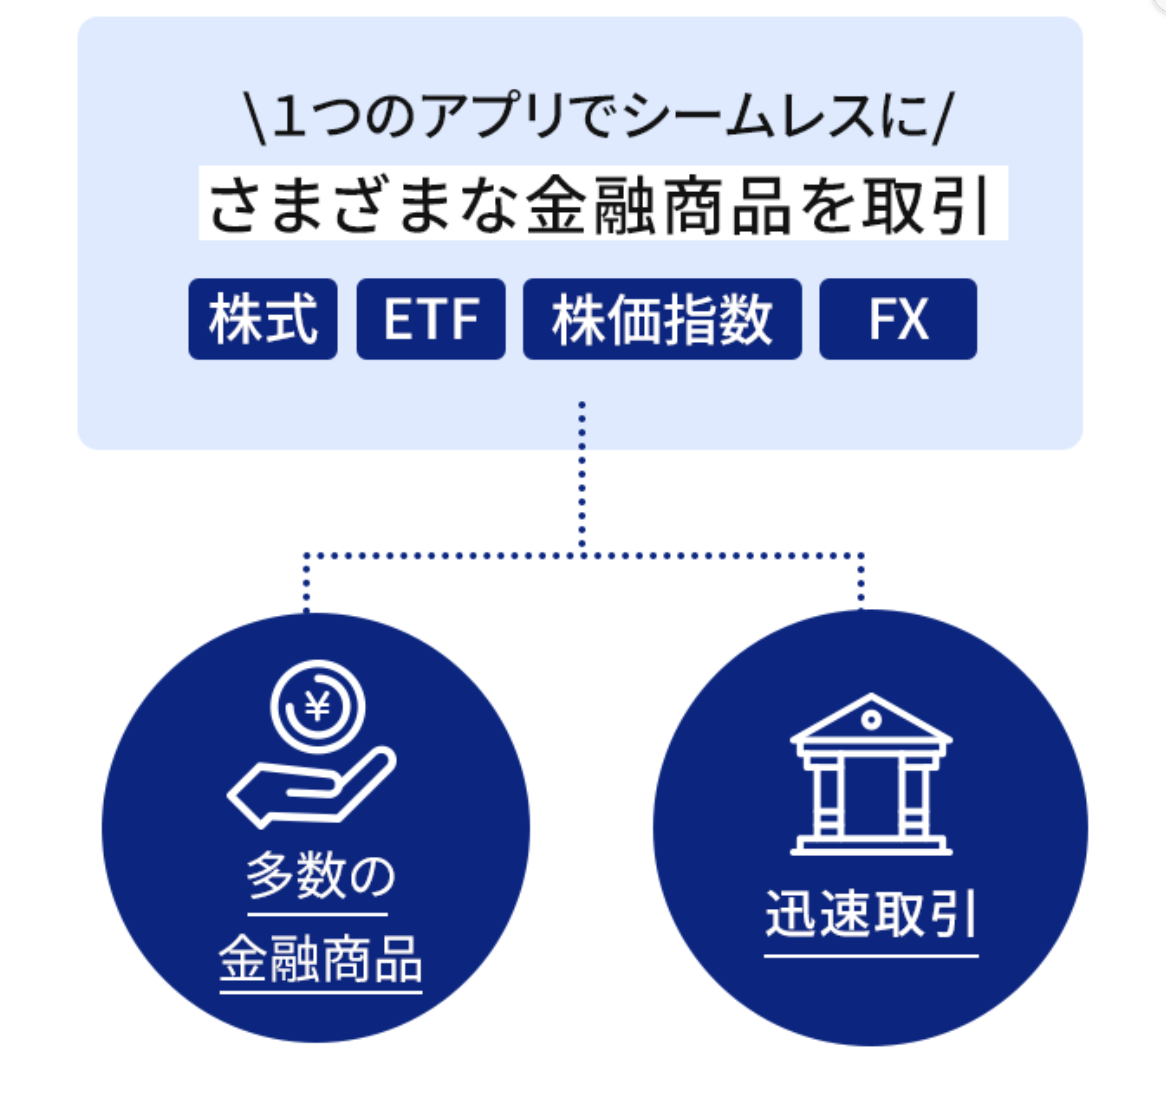 \１つのアプリでシームレスに/
さまざまな金融商品を取引
株式 ETF 株価指数 FX
¥
多数の
金融商品
迅速取引